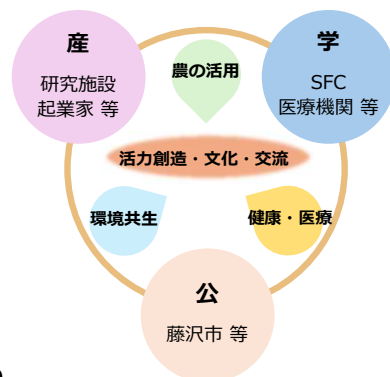 産
研究施設
起業家 等
学
SFC
医療機関 等
農の活用
活力創造・文化・交流
環境共生
健康・医療
公
藤沢市 等